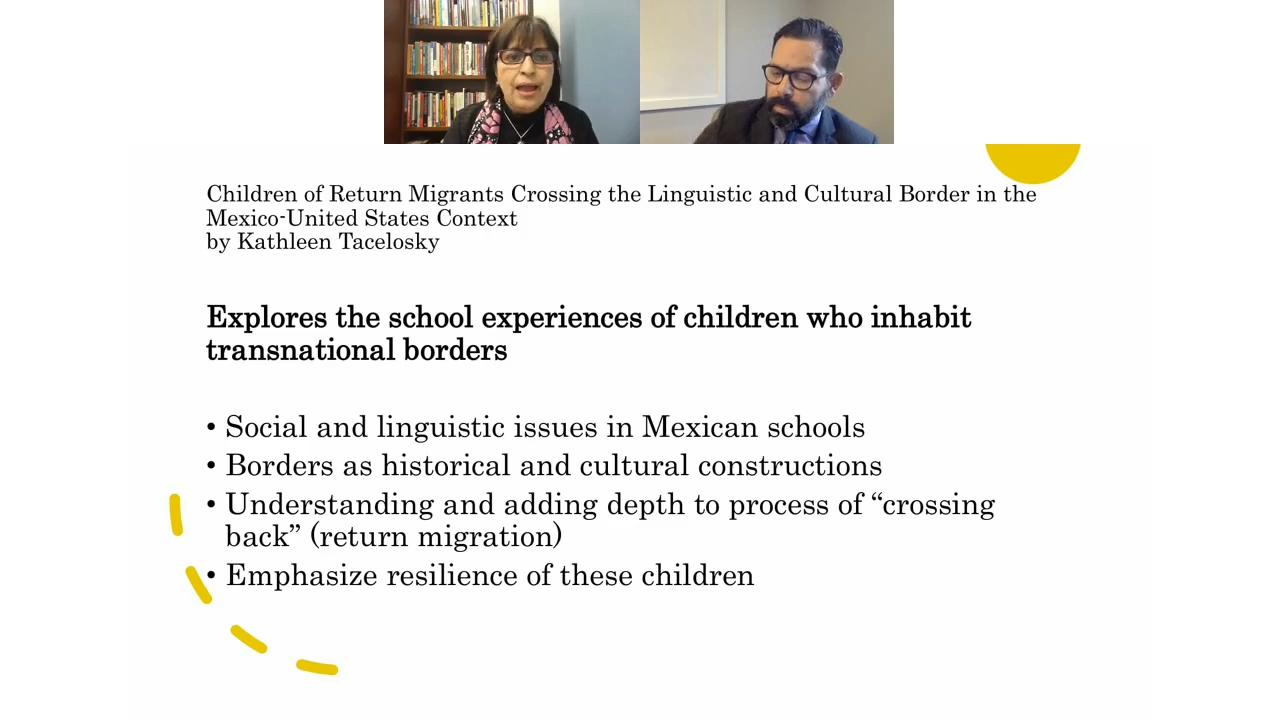 Children of Return Migrants Crossing the Linguistic and Cultural Border in the
Mexico-United States Context
by Kathleen Tacelosky
Explores the school experiences of children who inhabit
transnational borders
• Social and linguistic issues in Mexican schools
• Borders as historical and cultural constructions
• Understanding and adding depth to process of “crossing
back” (return migration)
• Emphasize resilience of these children